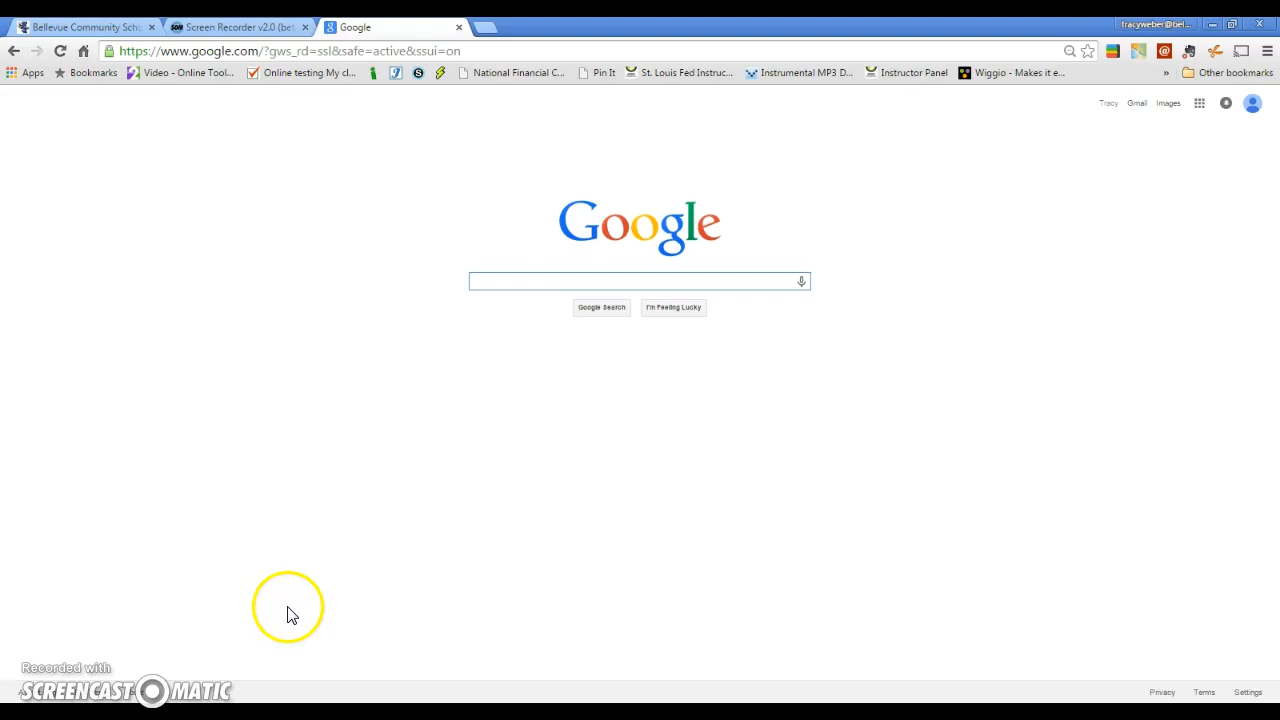 Bellevue Community Scho
Screen Recorder v2.0 (bet
Google
tracyweber@bel...
https://www.google.com/?gws_rd=ssl&safe=active&ssui=on
Apps
Bookmarks
Video - Online Tool...
Online testing My cl...
National Financial C...
Pin It
St. Louis Fed Instruc...
Instrumental MP3 D...
Instructor Panel
Wiggio - Makes it e...
»
Other bookmarks
Tracy Gmail Images
Google
Google Search I'm Feeling Lucky
Recorded with
SCREENCAST MATIC
Privacy Terms Settings